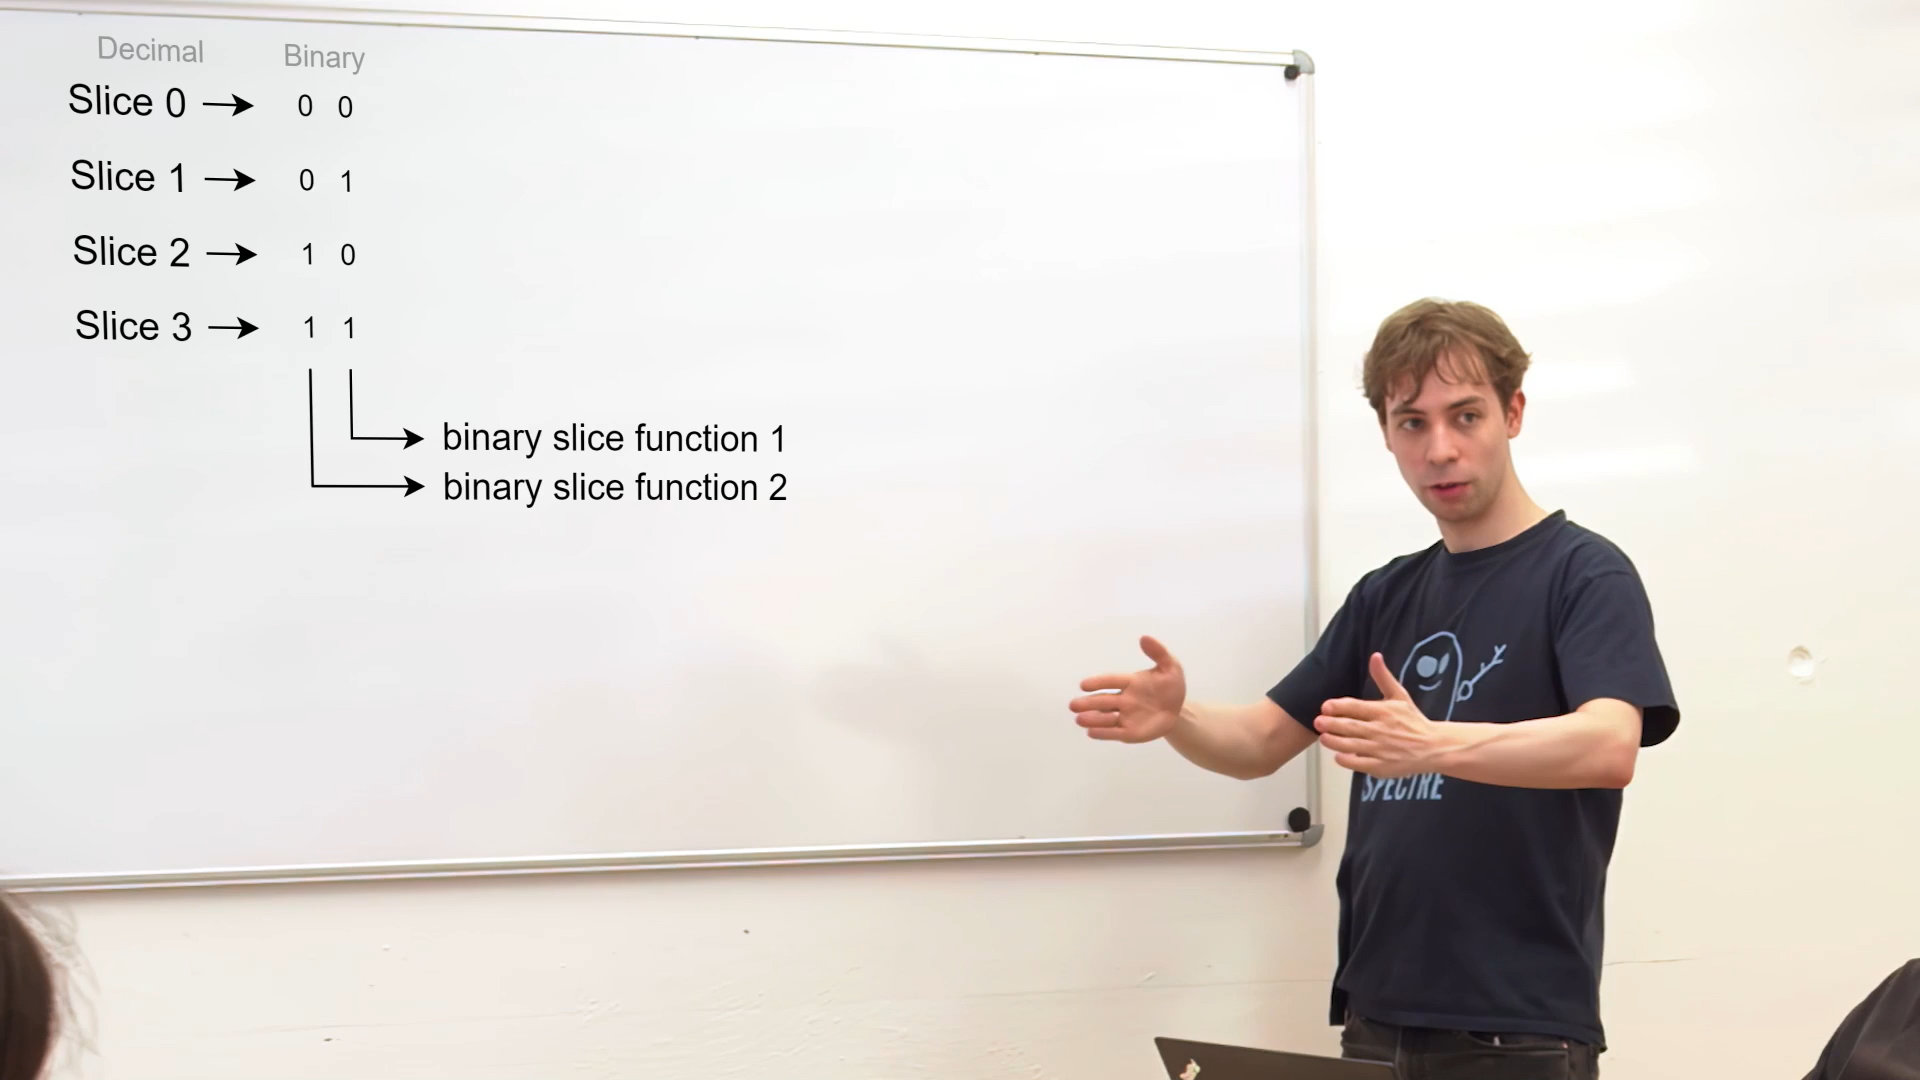 Decimal Binary
Slice 0 → 0 0
Slice 1 → 0 1
Slice 2 → 1 0
Slice 3 → 1 1
binary slice function 1
binary slice function 2
SPECTRE